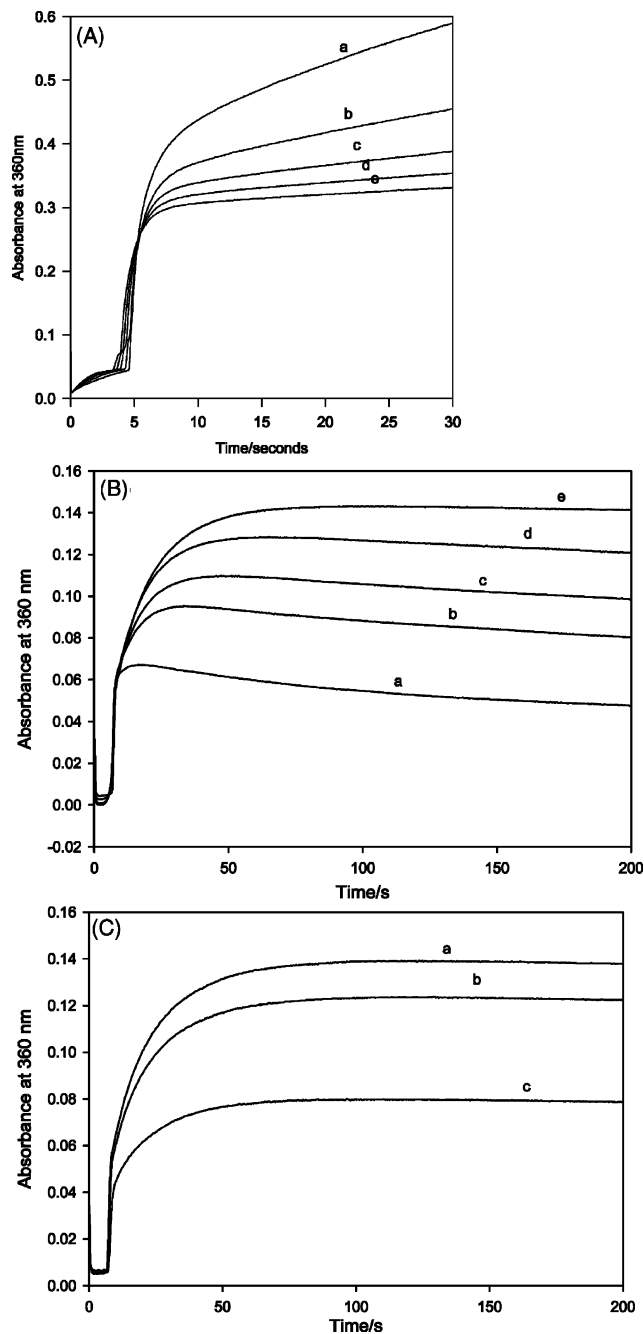 (A)
0.6
0.5
0.4
0.3
0.2
0.1
0.0
Absorbance at 360nm
a
b
c
d
e
0 5 10 15 20 25 30
Time/seconds
(B)
0.16
0.14
0.12
0.10
0.08
0.06
0.04
0.02
0.00
-0.02
Absorbance at 360 nm
e
d
c
b
a
0 50 100 150 200
Time/s
(C)
0.16
0.14
0.12
0.10
0.08
0.06
0.04
0.02
0.00
Absorbance at 360 nm
a
b
c
0 50 100 150 200
Time/s